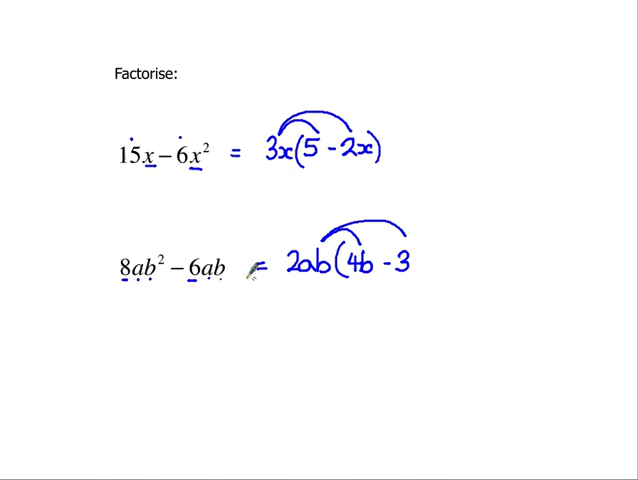 Factorise:
15x − 6x² = 3x(5 - 2x)
8ab² − 6ab = 2ab(4b - 3